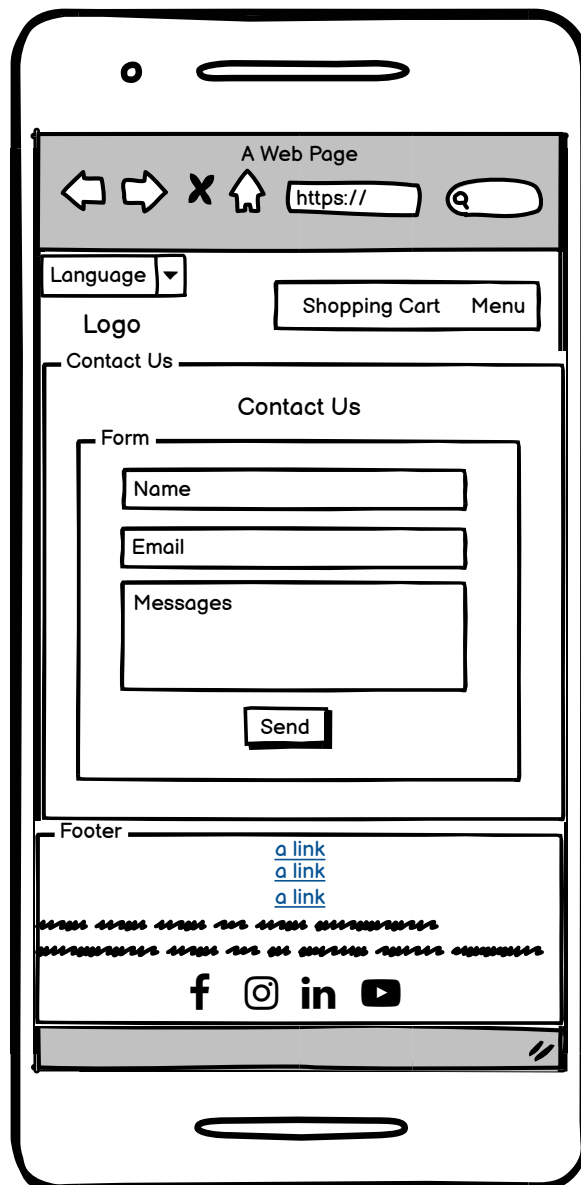 A Web Page
https://
Language
Shopping Cart Menu
Logo
Contact Us
Contact Us
Form
Name
Email
Messages
Send
Footer
a link
a link
a link